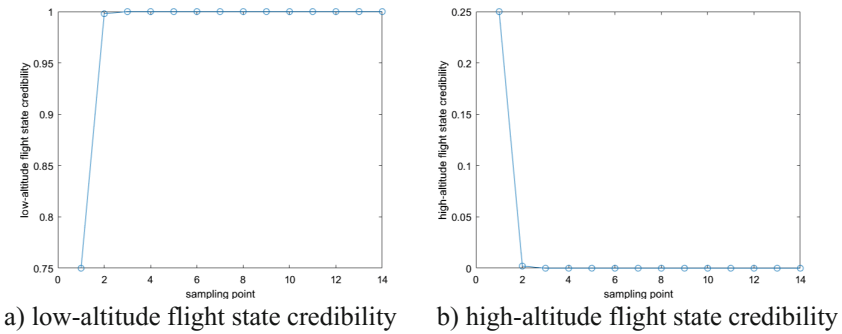 1
0.95
0.9
0.85
0.8
0.75
low-altitude flight state credibility
0 2 4 6 8 10 12 14
sampling point
0.25
0.2
0.15
0.1
0.05
0
high-altitude flight state credibility
0 2 4 6 8 10 12 14
sampling point
a) low-altitude flight state credibility
b) high-altitude flight state credibility